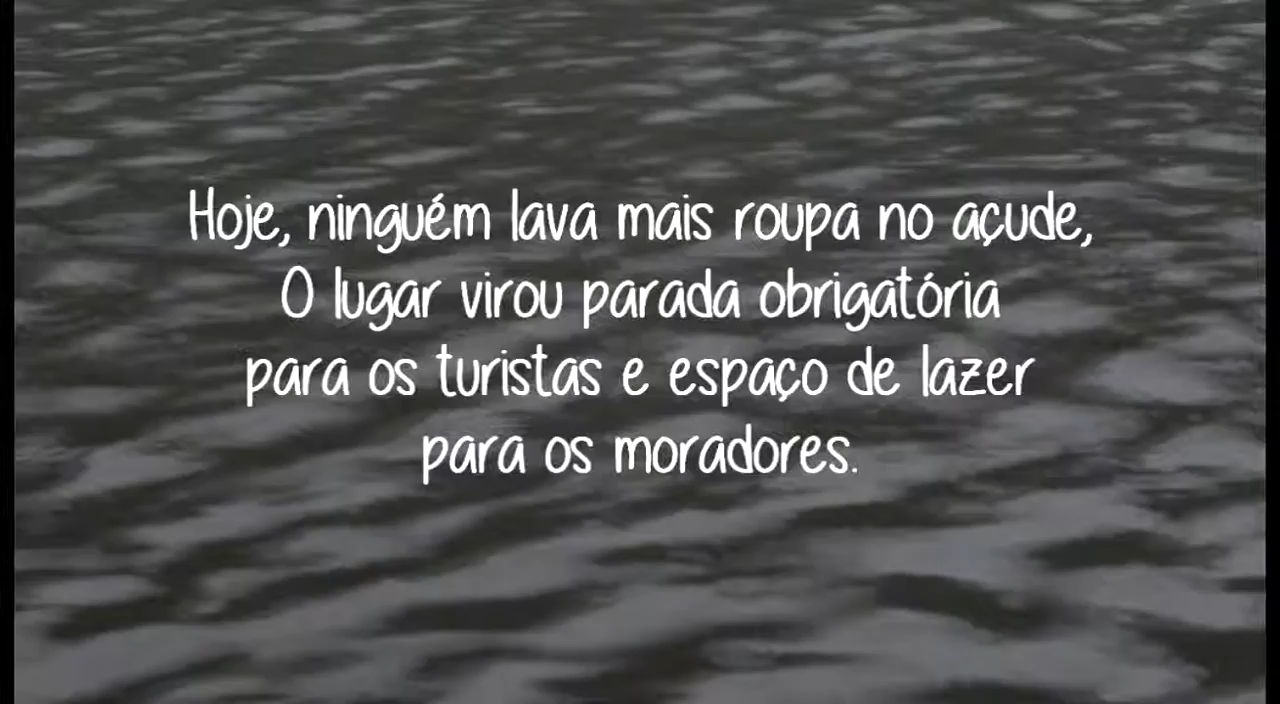 Hoje, ninguém lava mais roupa no açude,
O lugar virou parada obrigatória
para os turistas e espaço de lazer
para os moradores.